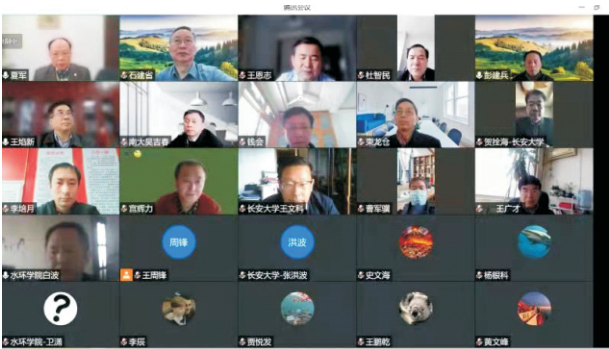 腾讯会议
夏军
石建省
王恩志
杜智民
彭建兵
王焰新
南大吴吉春
钱会
束龙仓
贺拴海-长安大学
李培月
宫辉力
长安大学王文科
曹军骥
王广才
水环学院白波
周锋
王周锋
洪波
长安大学-张洪波
史文海
杨银科
?
水环学院-卫潇
李辰
贾悦发
王鹏乾
黄文峰